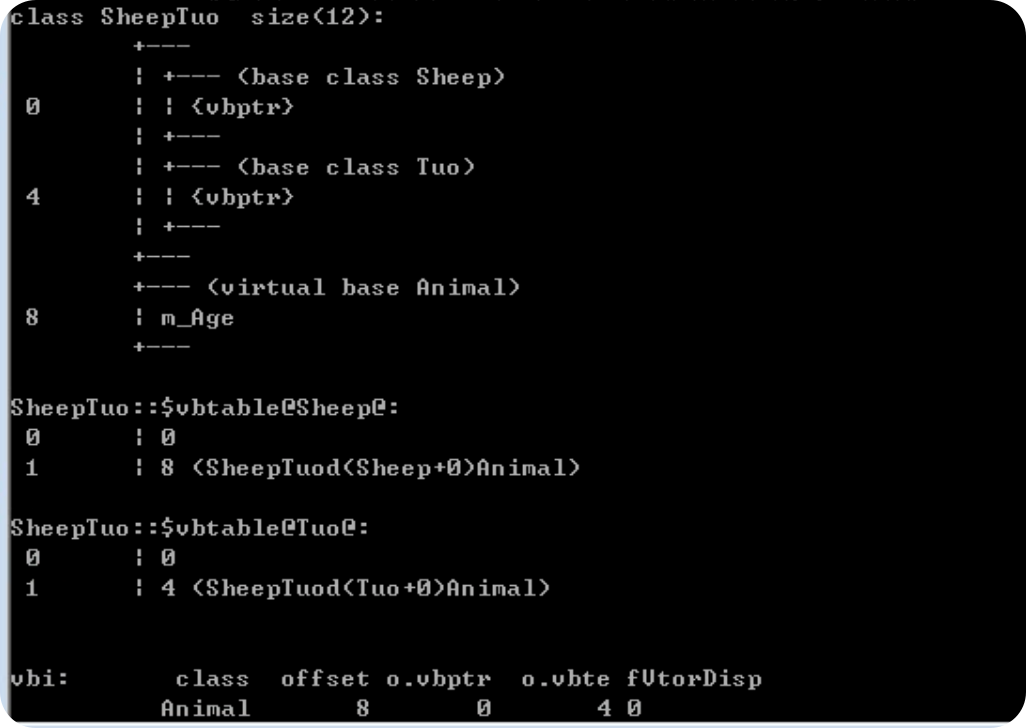 class SheepTuo  size(12):
        +---
        | +--- (base class Sheep)
 0      | | {vbptr}
        | +---
        | +--- (base class Tuo)
 4      | | {vbptr}
        | +---
        +---
        +--- (virtual base Animal)
 8      | m_Age
        +---
SheepTuo::$vbtable@Sheep@:
 0      | 0
 1      | 8 (SheepTuod(Sheep+0)Animal)
SheepTuo::$vbtable@Tuo@:
 0      | 0
 1      | 4 (SheepTuod(Tuo+0)Animal)
vbi:       class  offset o.vbptr  o.vbte fVtorDisp
          Animal       8       0       4 0